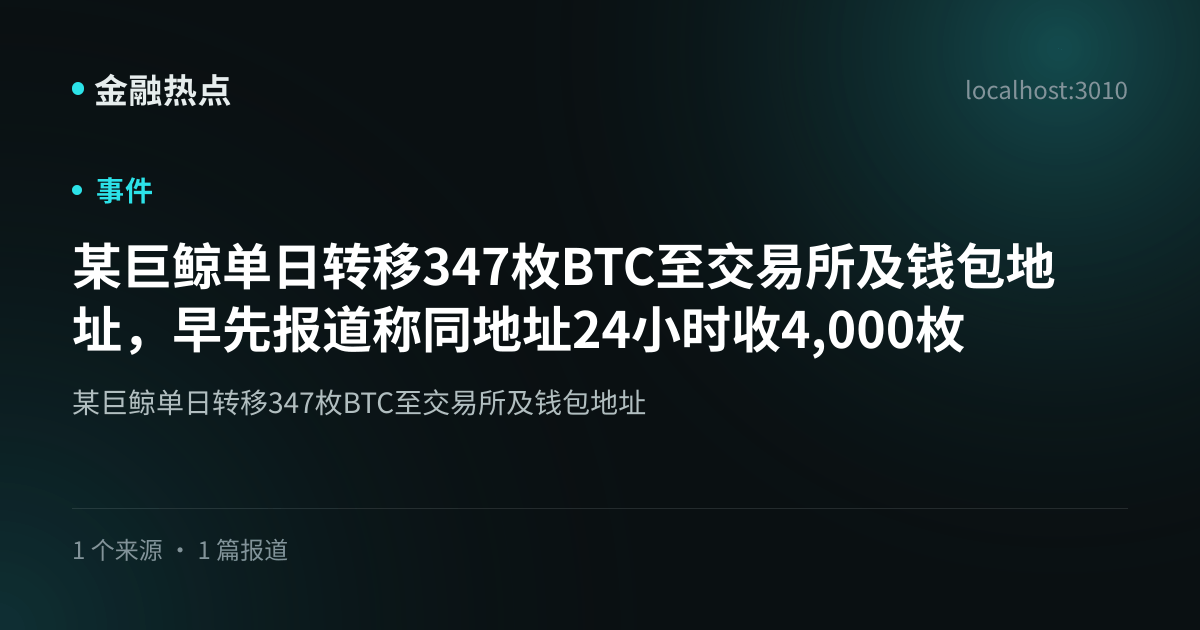 金融热点
localhost:3010
事件
某巨鲸单日转移347枚BTC至交易所及钱包地
址，早先报道称同地址24小时收4,000枚
某巨鲸单日转移347枚BTC至交易所及钱包地址
1 个来源 · 1 篇报道